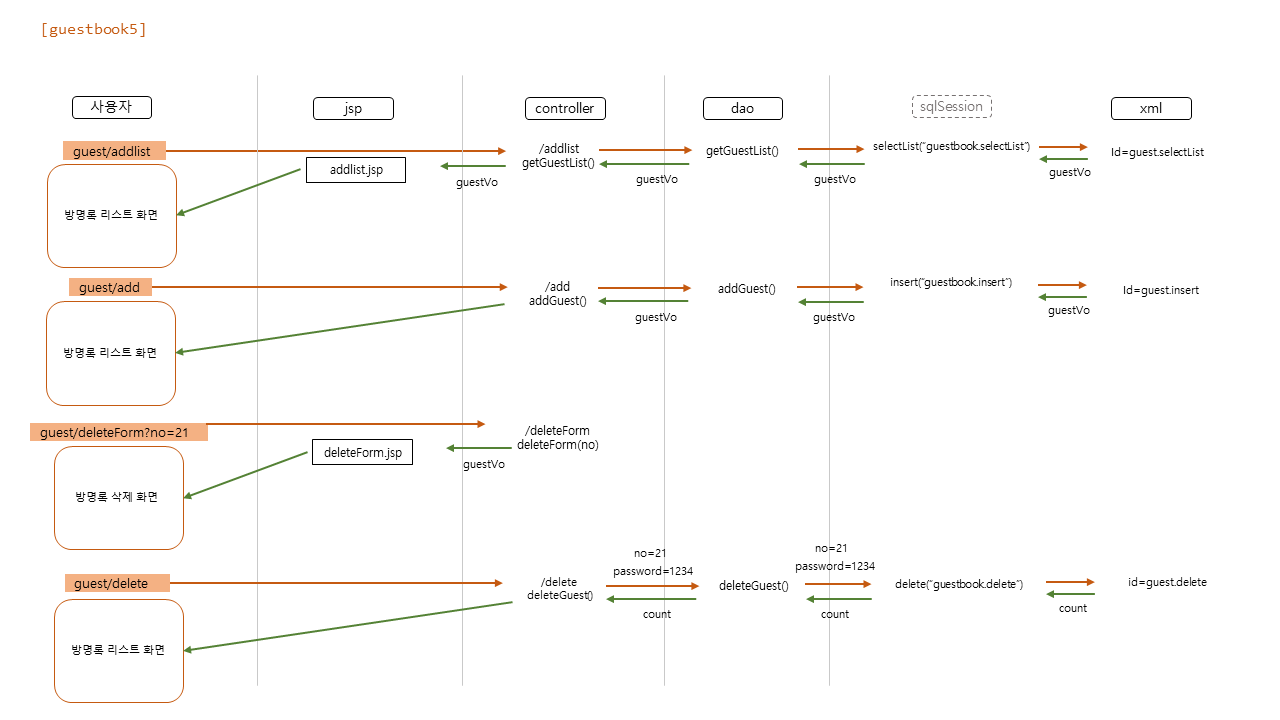 [guestbook5]
사용자
jsp
controller
dao
sqlSession
xml
guest/addlist
addlist.jsp
/addlist
getGuestList()
getGuestList()
selectList("guestbook.selectList")
Id=guest.selectList
guestVo
guestVo
guestVo
guestVo
방명록 리스트 화면
guest/add
/add
addGuest()
addGuest()
insert("guestbook.insert")
Id=guest.insert
guestVo
guestVo
guestVo
방명록 리스트 화면
guest/deleteForm?no=21
deleteForm.jsp
/deleteForm
deleteForm(no)
guestVo
방명록 삭제 화면
no=21
password=1234
no=21
password=1234
guest/delete
/delete
deleteGuest()
deleteGuest()
delete("guestbook.delete")
id=guest.delete
count
count
count
방명록 리스트 화면